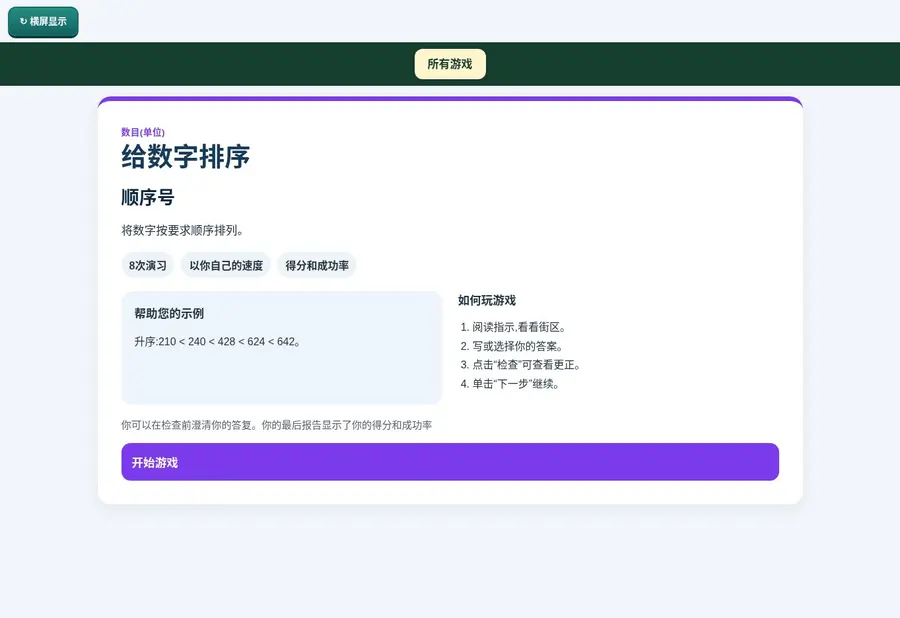 ↻ 横屏显示
所有游戏
数目(单位)
给数字排序
顺序号
将数字按要求顺序排列。
8次演习
以你自己的速度
得分和成功率
帮助您的示例
升序:210 < 240 < 428 < 624 < 642。
如何玩游戏
1. 阅读指示,看看街区。
2. 写或选择你的答案。
3. 点击“检查”可查看更正。
4. 单击“下一步”继续。
你可以在检查前澄清你的答复。你的最后报告显示了你的得分和成功率
开始游戏